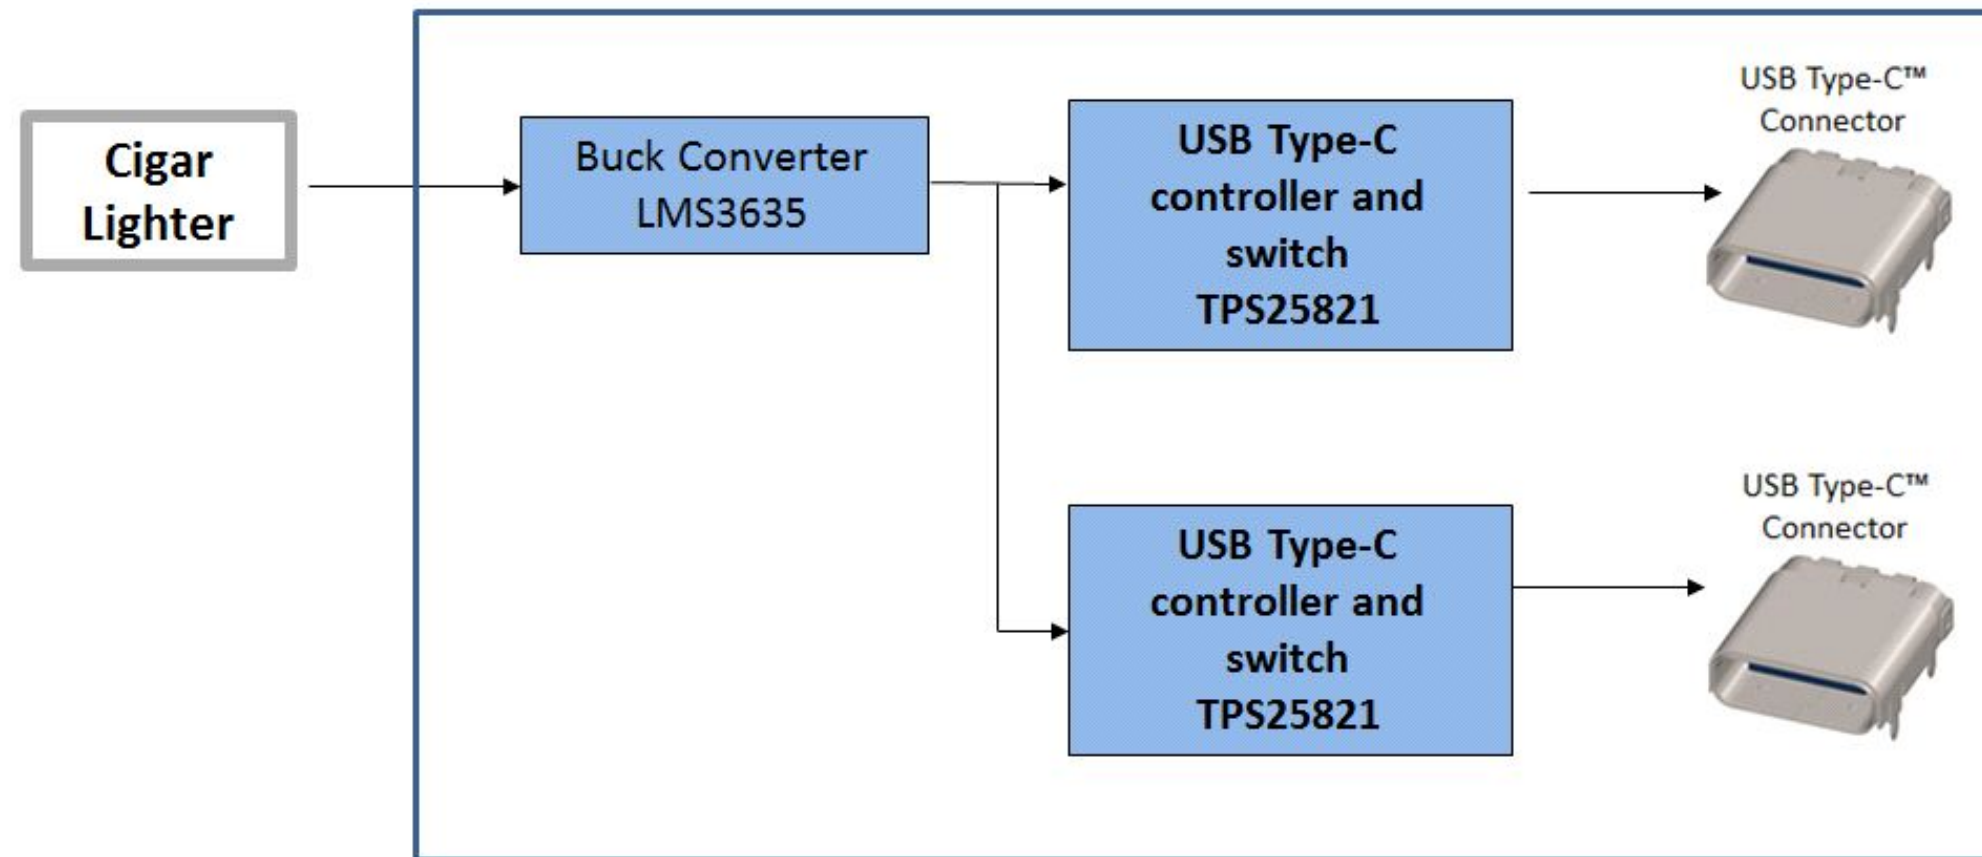 Cigar
Lighter
Buck Converter
LMS3635
USB Type-C
controller and
switch
TPS25821
USB Type-C™
Connector
USB Type-C
controller and
switch
TPS25821
USB Type-C™
Connector